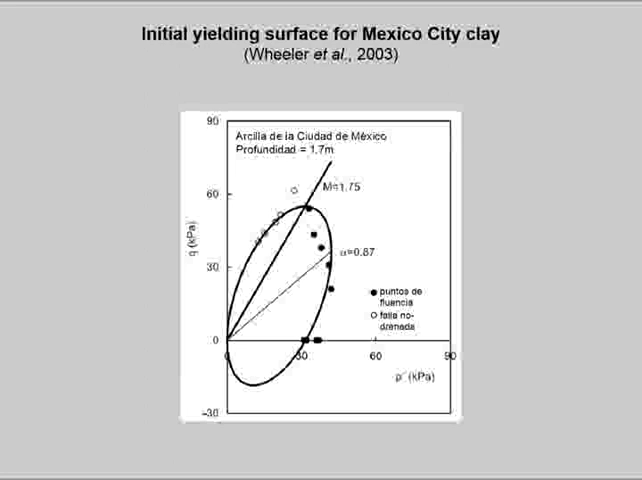 Initial yielding surface for Mexico City clay
(Wheeler et al., 2003)
90
Arcilla de la Ciudad de México
Profundidad = 1.7m
M=1.75
60
q (kPa)
α=0.87
30
puntos de
fluencia
falla no-
drenada
0
0
30
60
90
p' (kPa)
-30